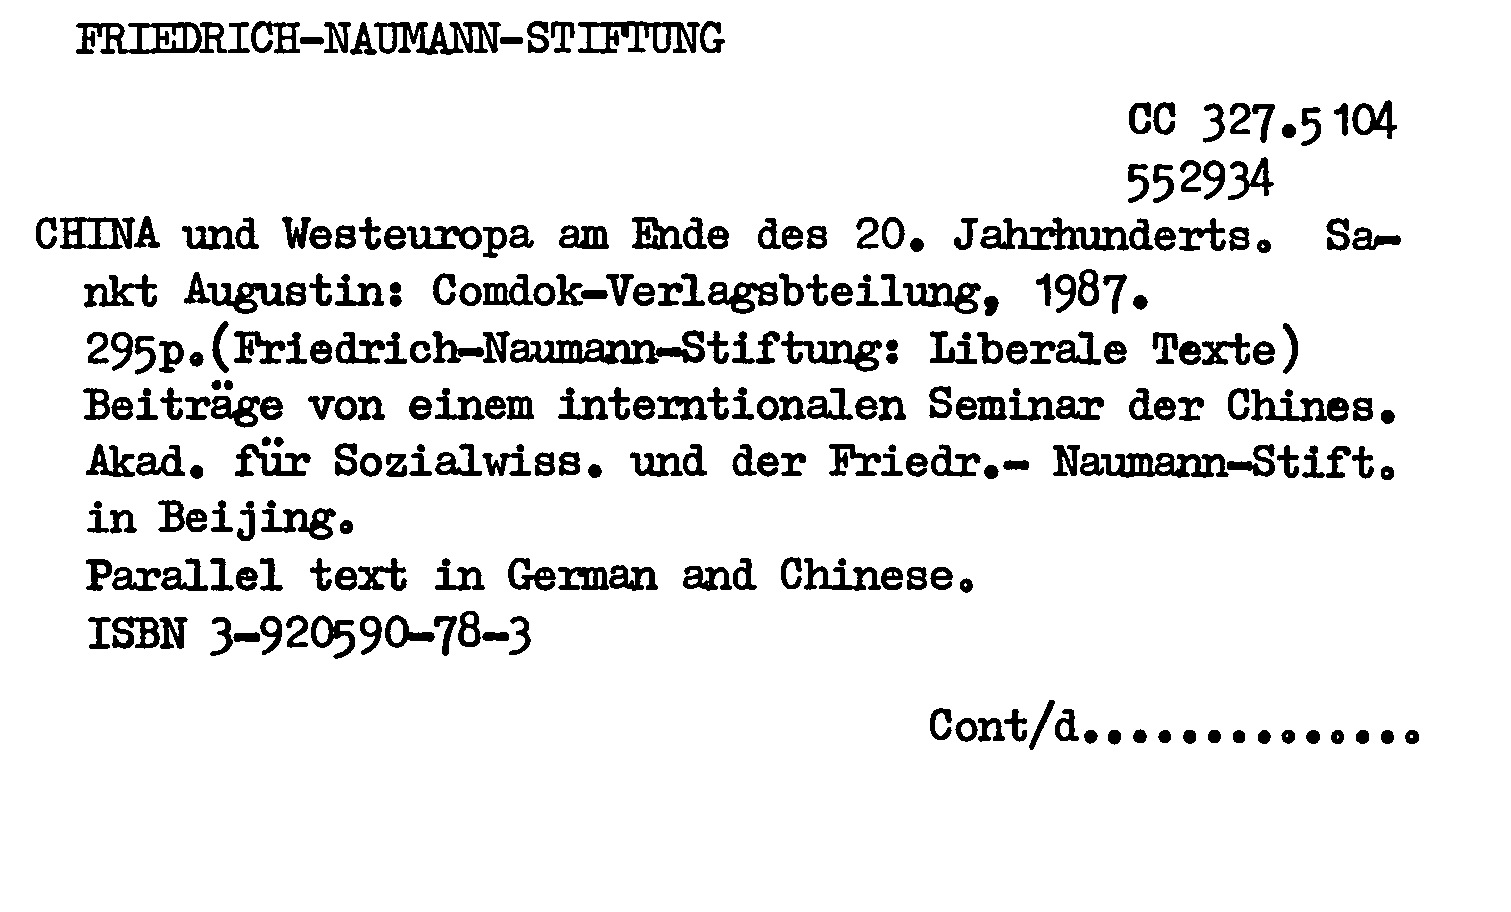 FRIEDRICH-NAUMANN-STIFTUNG
CC 327.5104
552934
CHINA und Westeuropa am Ende des 20. Jahrhunderts. Sa-
nkt Augustin: Comdok-Verlagsbteilung, 1987.
295p.(Friedrich-Naumann-Stiftung: Liberale Texte)
Beiträge von einem interntionalen Seminar der Chines.
Akad. für Sozialwiss. und der Friedr.- Naumann-Stift.
in Beijing.
Parallel text in German and Chinese.
ISBN 3-920590-78-3
Cont/d..............